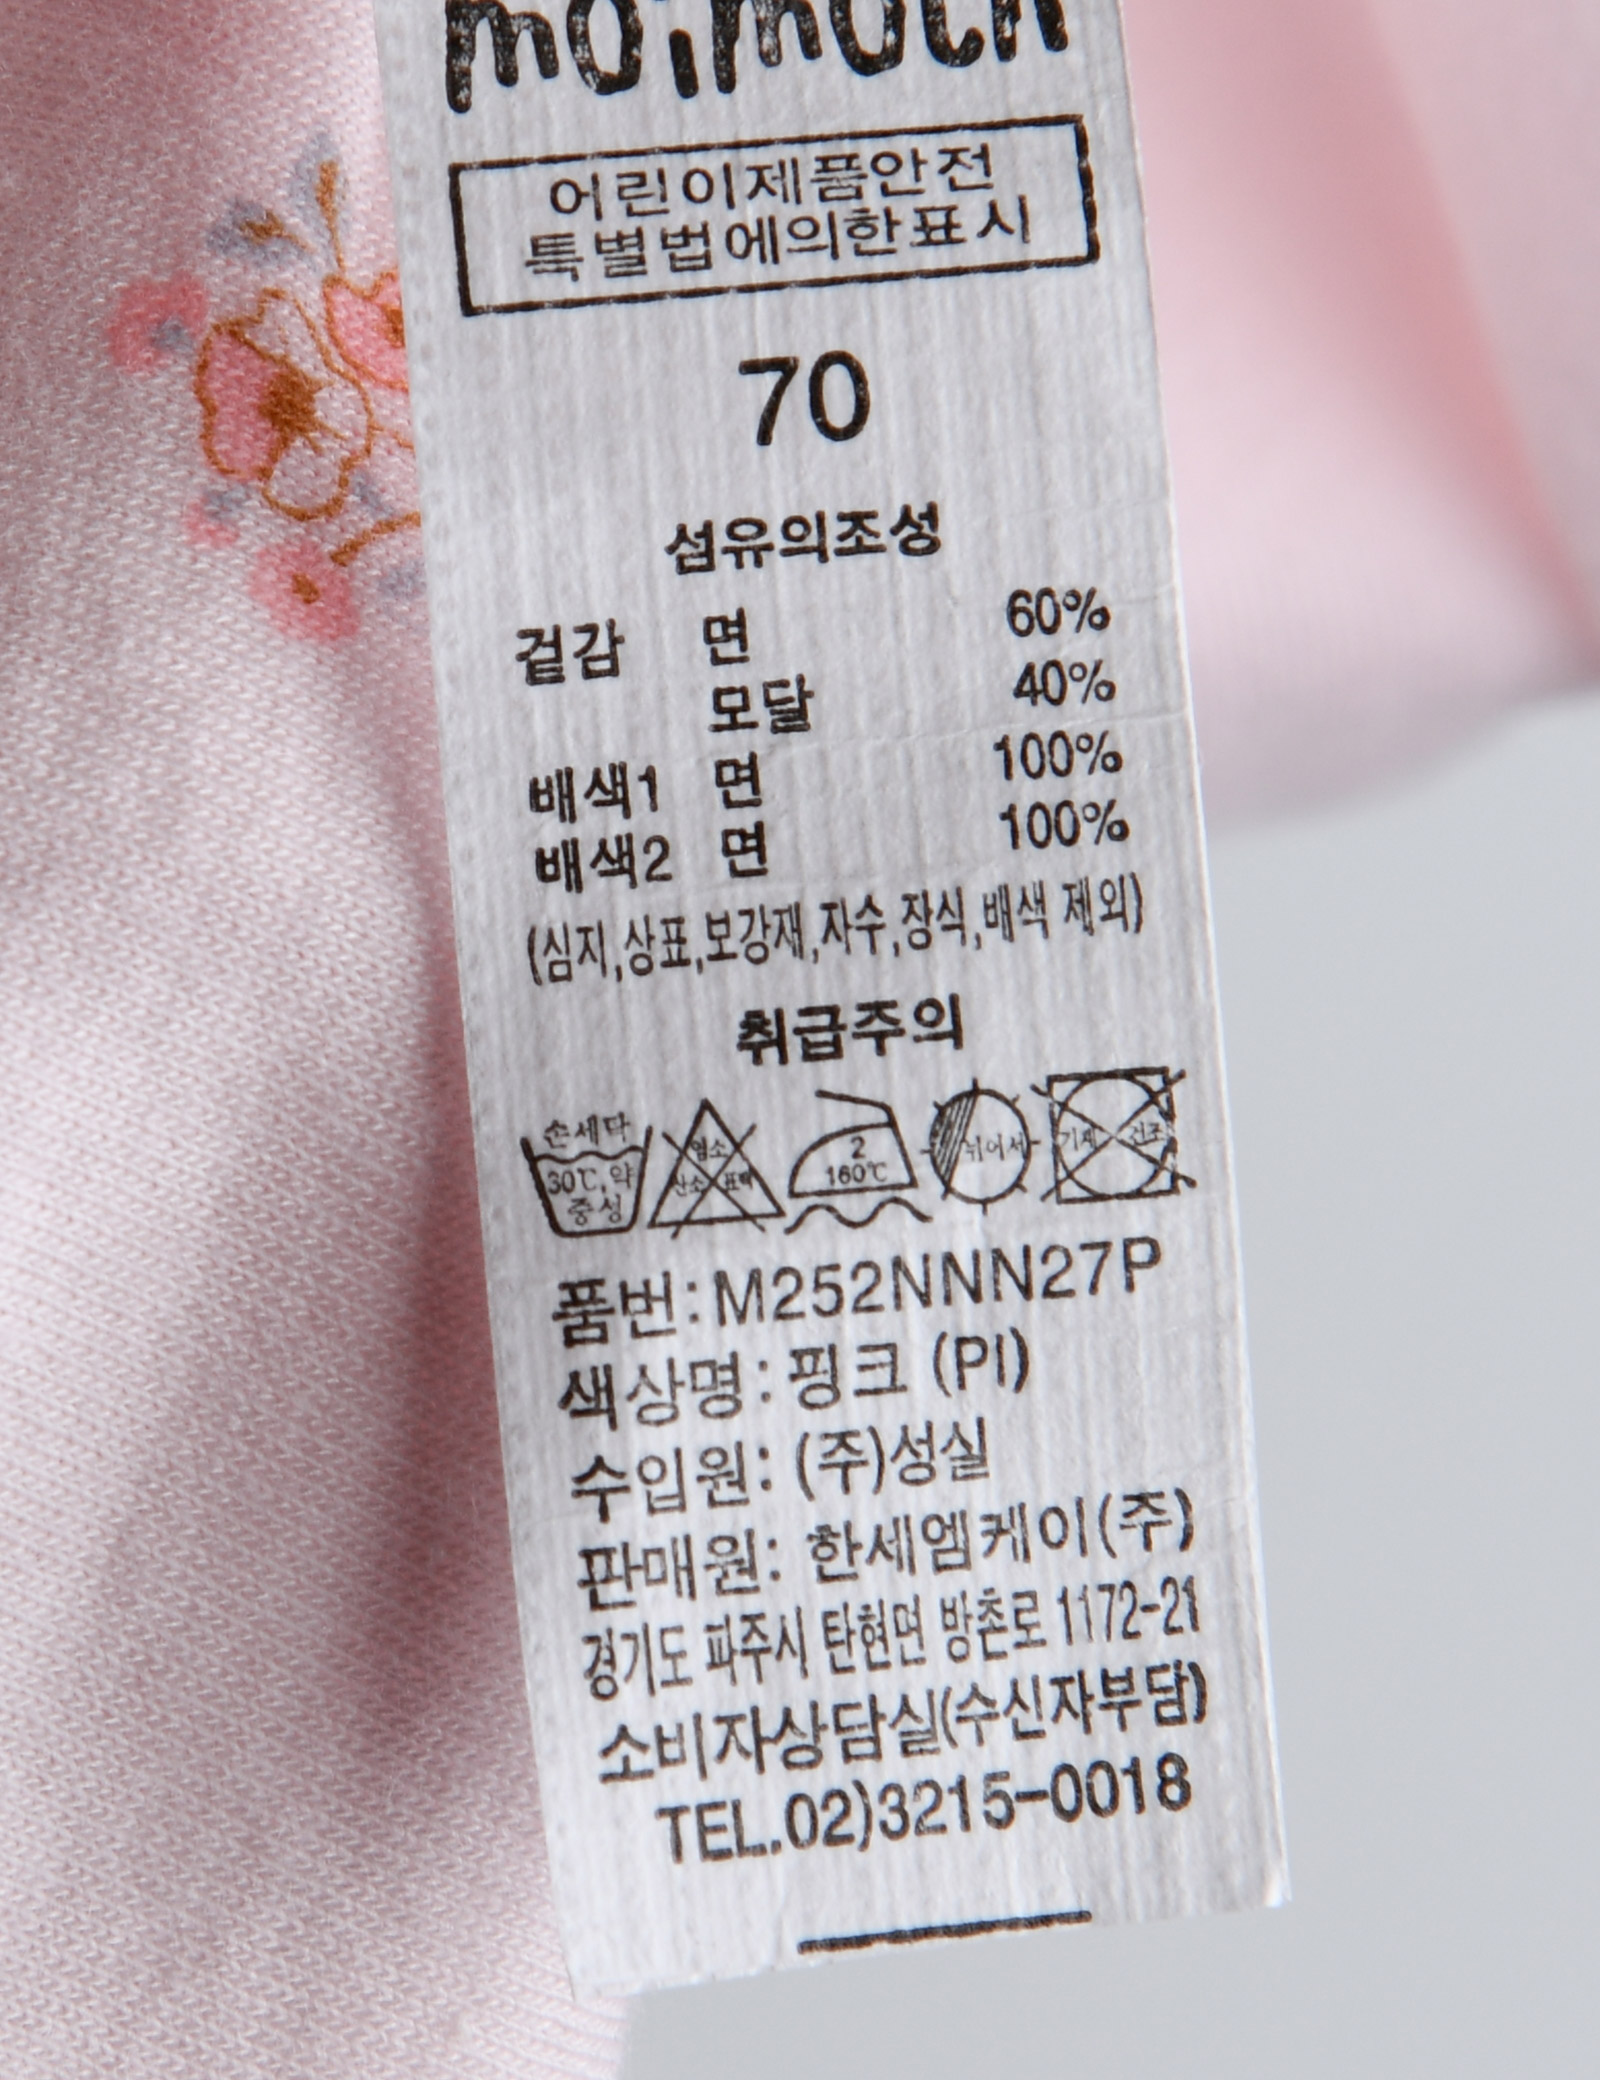 moimoln
어린이제품안전
특별법에의한표시
70
섬유의조성
겉감 면 60%
모달 40%
배색1 면 100%
배색2 면 100%
(심지,상표,보강재,자수,장식,배색 제외)
취급주의
손세탁 30℃,약 중성
염소 산소 표백
2 160℃
뉘어서
기계 건조
품번: M252NNN27P
색상명: 핑크 (PI)
수입원: (주)성실
판매원: 한세엠케이(주)
경기도 파주시 탄현면 방촌로 1172-21
소비자상담실(수신자부담)
TEL.02)3215-0018